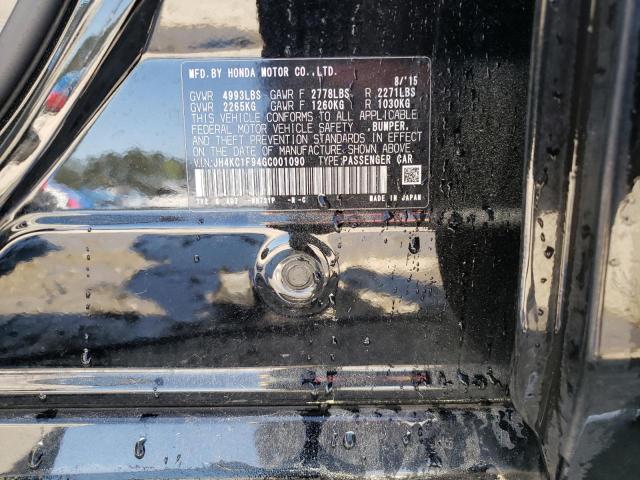 MFD.BY HONDA MOTOR CO.,LTD. 8/'15
GVWR 4993LBS GAWR F 2778LBS R 2271LBS
GVWR 2265KG GAWR F 1260KG R 1030KG
THIS VEHICLE CONFORMS TO ALL APPLICABLE
FEDERAL MOTOR VEHICLE SAFETY ,BUMPER,
AND THEFT PREVENTION STANDARDS IN EFFECT
ON THE DATE OF MANUFACTURE SHOWN ABOVE.
VIN:JH4KC1F94GC001090 TYPE:PASSENGER CAR
MADE IN JAPAN